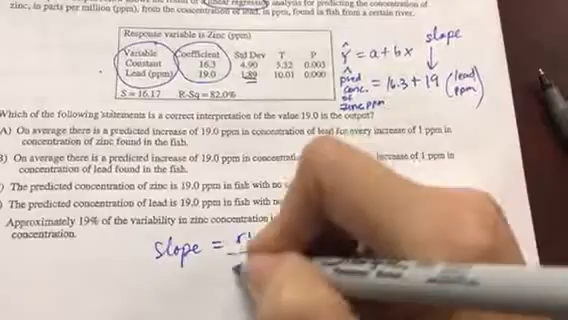 zinc, in parts per million (ppm), from the concentration of lead, in ppm, found in fish from a certain river.
Response variable is Zinc (ppm)
Variable Coefficient Std Dev T P
Constant 16.3 4.90 3.32 0.003
Lead (ppm) 19.0 1.89 10.01 0.000
S = 16.17 R-Sq = 82.0%
slope
Ŷ = a + bx
pred conc. of zinc ppm = 16.3 + 19 (lead ppm)
Which of the following statements is a correct interpretation of the value 19.0 in the output?
A) On average there is a predicted increase of 19.0 ppm in concentration of lead for every increase of 1 ppm in
concentration of zinc found in the fish.
B) On average there is a predicted increase of 19.0 ppm in increase of 1 ppm in
concentration of lead found in the fish.
The predicted concentration of zinc is 19.0 ppm in fish with no
The predicted concentration of lead is 19.0 ppm in fish with
Approximately 19% of the variability in zinc concentration
concentration.
slope =